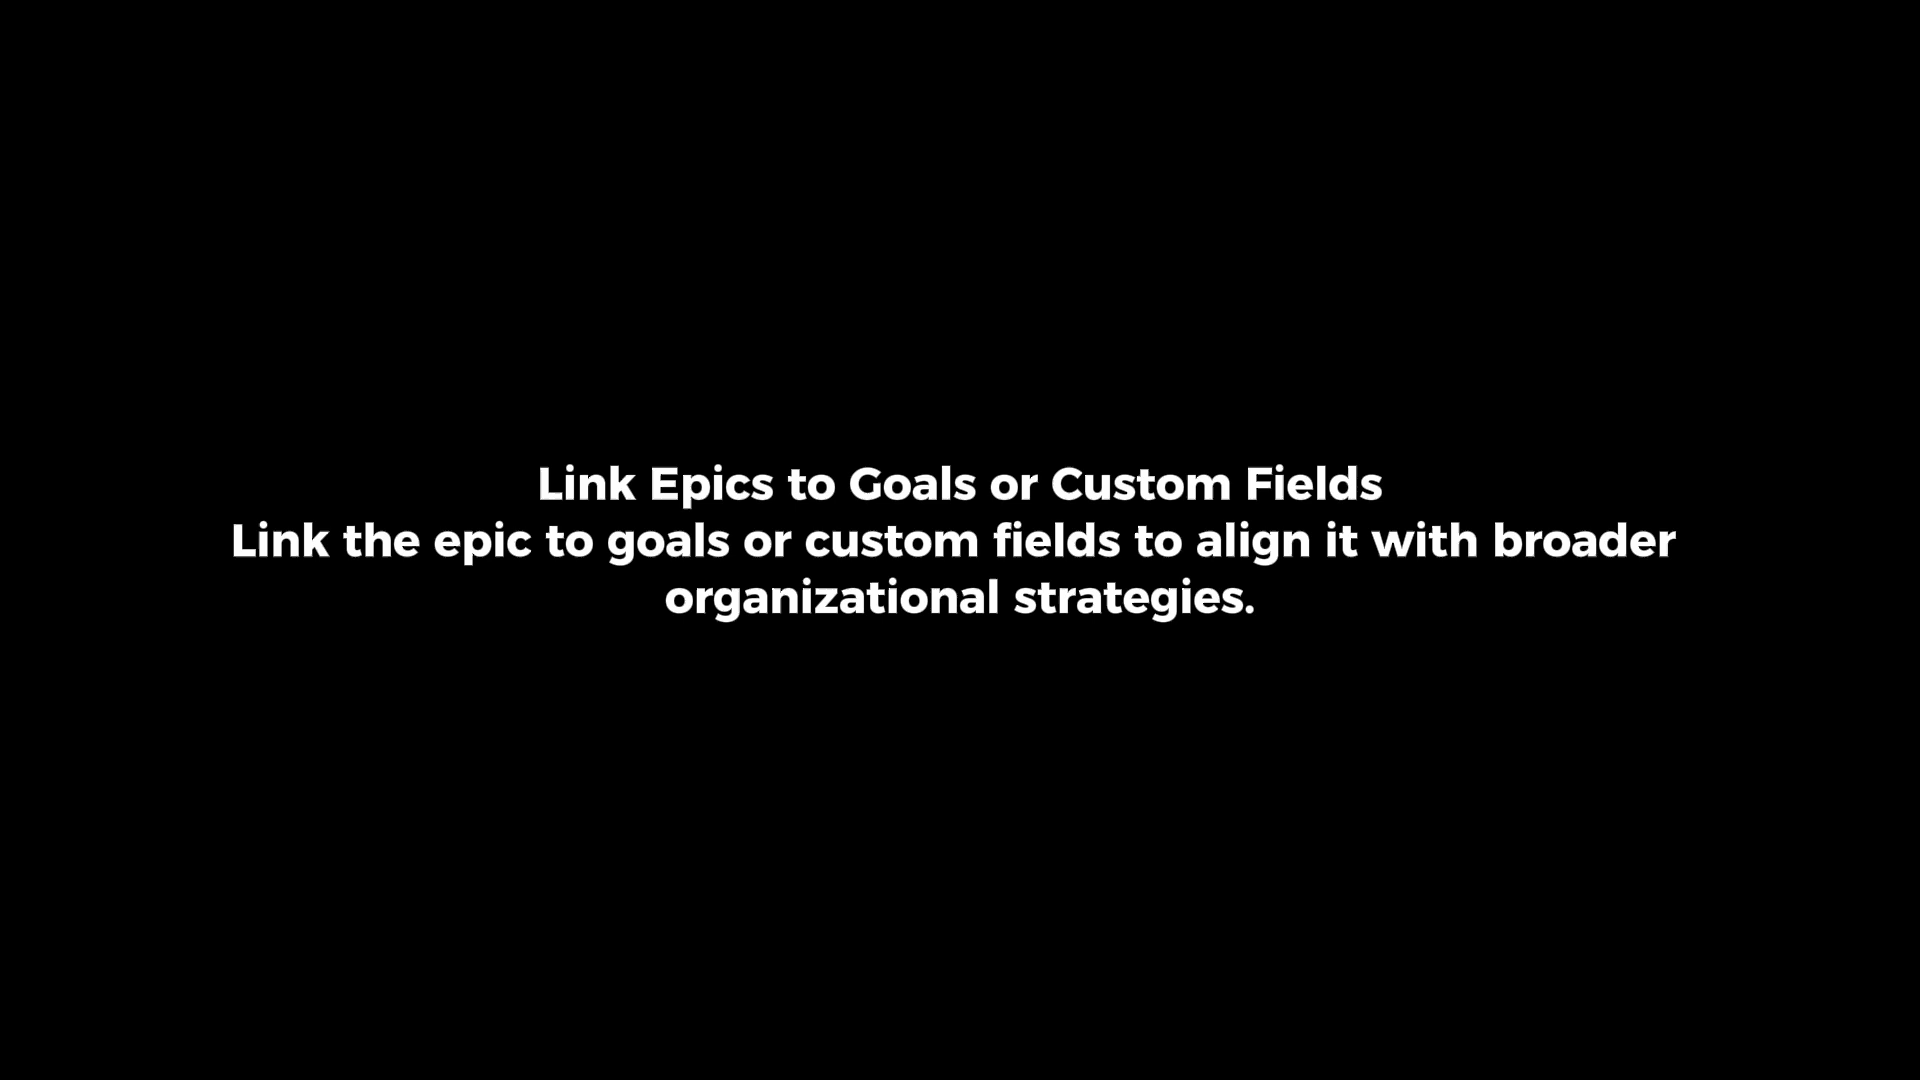 Link Epics to Goals or Custom Fields
Link the epic to goals or custom fields to align it with broader
organizational strategies.